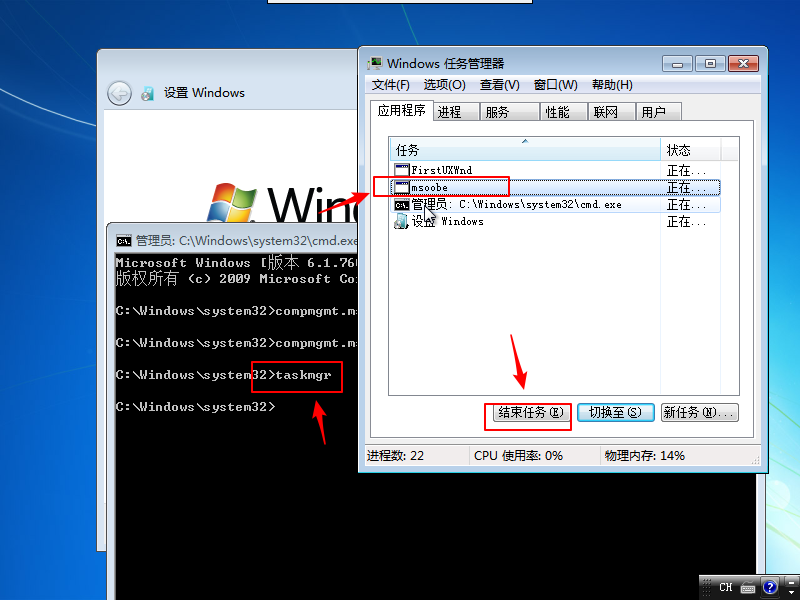 设置 Windows
Win
管理员: C:\Windows\system32\cmd.exe
Microsoft Windows [版本 6.1.760
版权所有 (c) 2009 Microsoft Co
C:\Windows\system32>compmgmt.m
C:\Windows\system32>compmgmt.m
C:\Windows\system32>taskmgr
C:\Windows\system32>
Windows 任务管理器
文件(F) 选项(O) 查看(V) 窗口(W) 帮助(H)
应用程序 进程 服务 性能 联网 用户
任务 状态
FirstUXWnd 正在...
msoobe 正在...
管理员: C:\Windows\system32\cmd.exe 正在...
设置 Windows 正在...
结束任务(E) 切换至(S) 新任务(N)...
进程数: 22 CPU 使用率: 0% 物理内存: 14%
CH